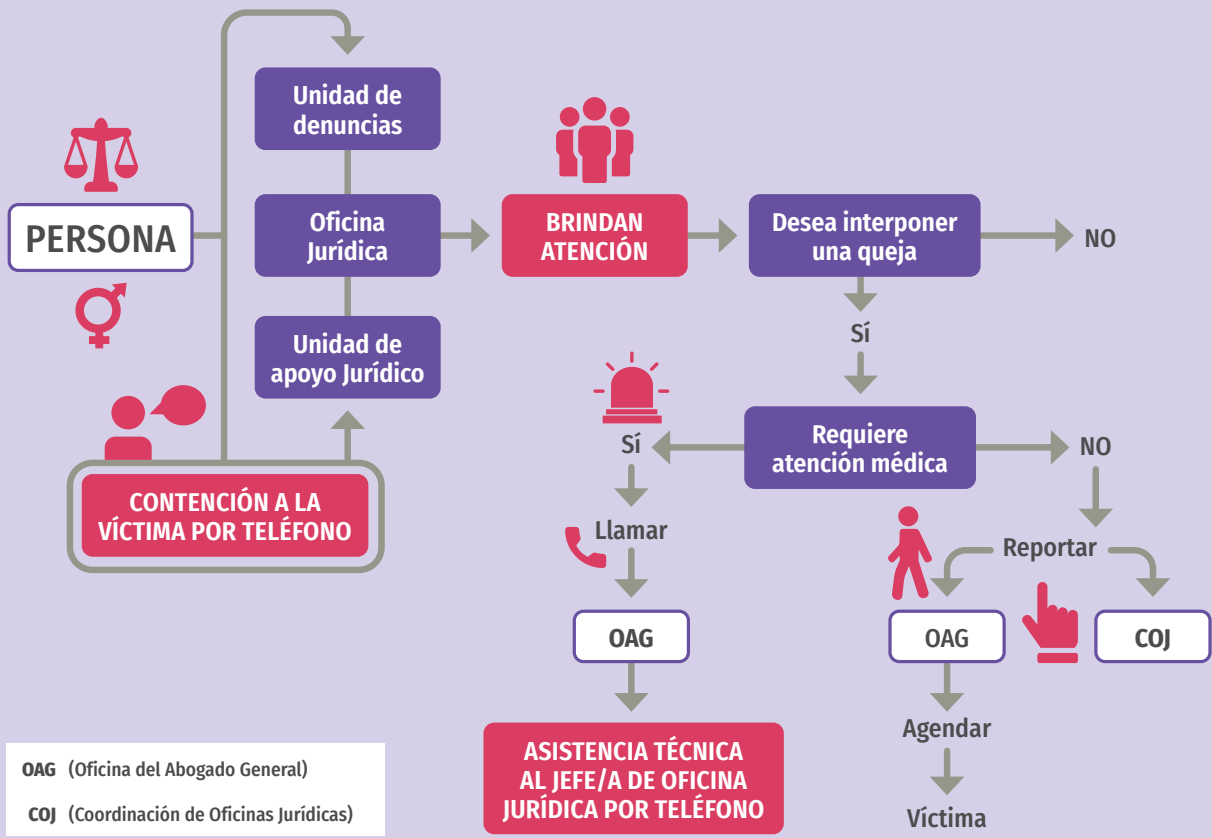 Unidad de
denuncias
PERSONA
Oficina
Jurídica
BRINDAN
ATENCIÓN
Desea interponer
una queja
NO
Unidad de
apoyo Jurídico
Sí
CONTENCIÓN A LA
VÍCTIMA POR TELÉFONO
Requiere
atención médica
Sí
NO
Llamar
Reportar
OAG
OAG
COJ
ASISTENCIA TÉCNICA
AL JEFE/A DE OFICINA
JURÍDICA POR TELÉFONO
Agendar
Víctima
OAG (Oficina del Abogado General)
COJ (Coordinación de Oficinas Jurídicas)